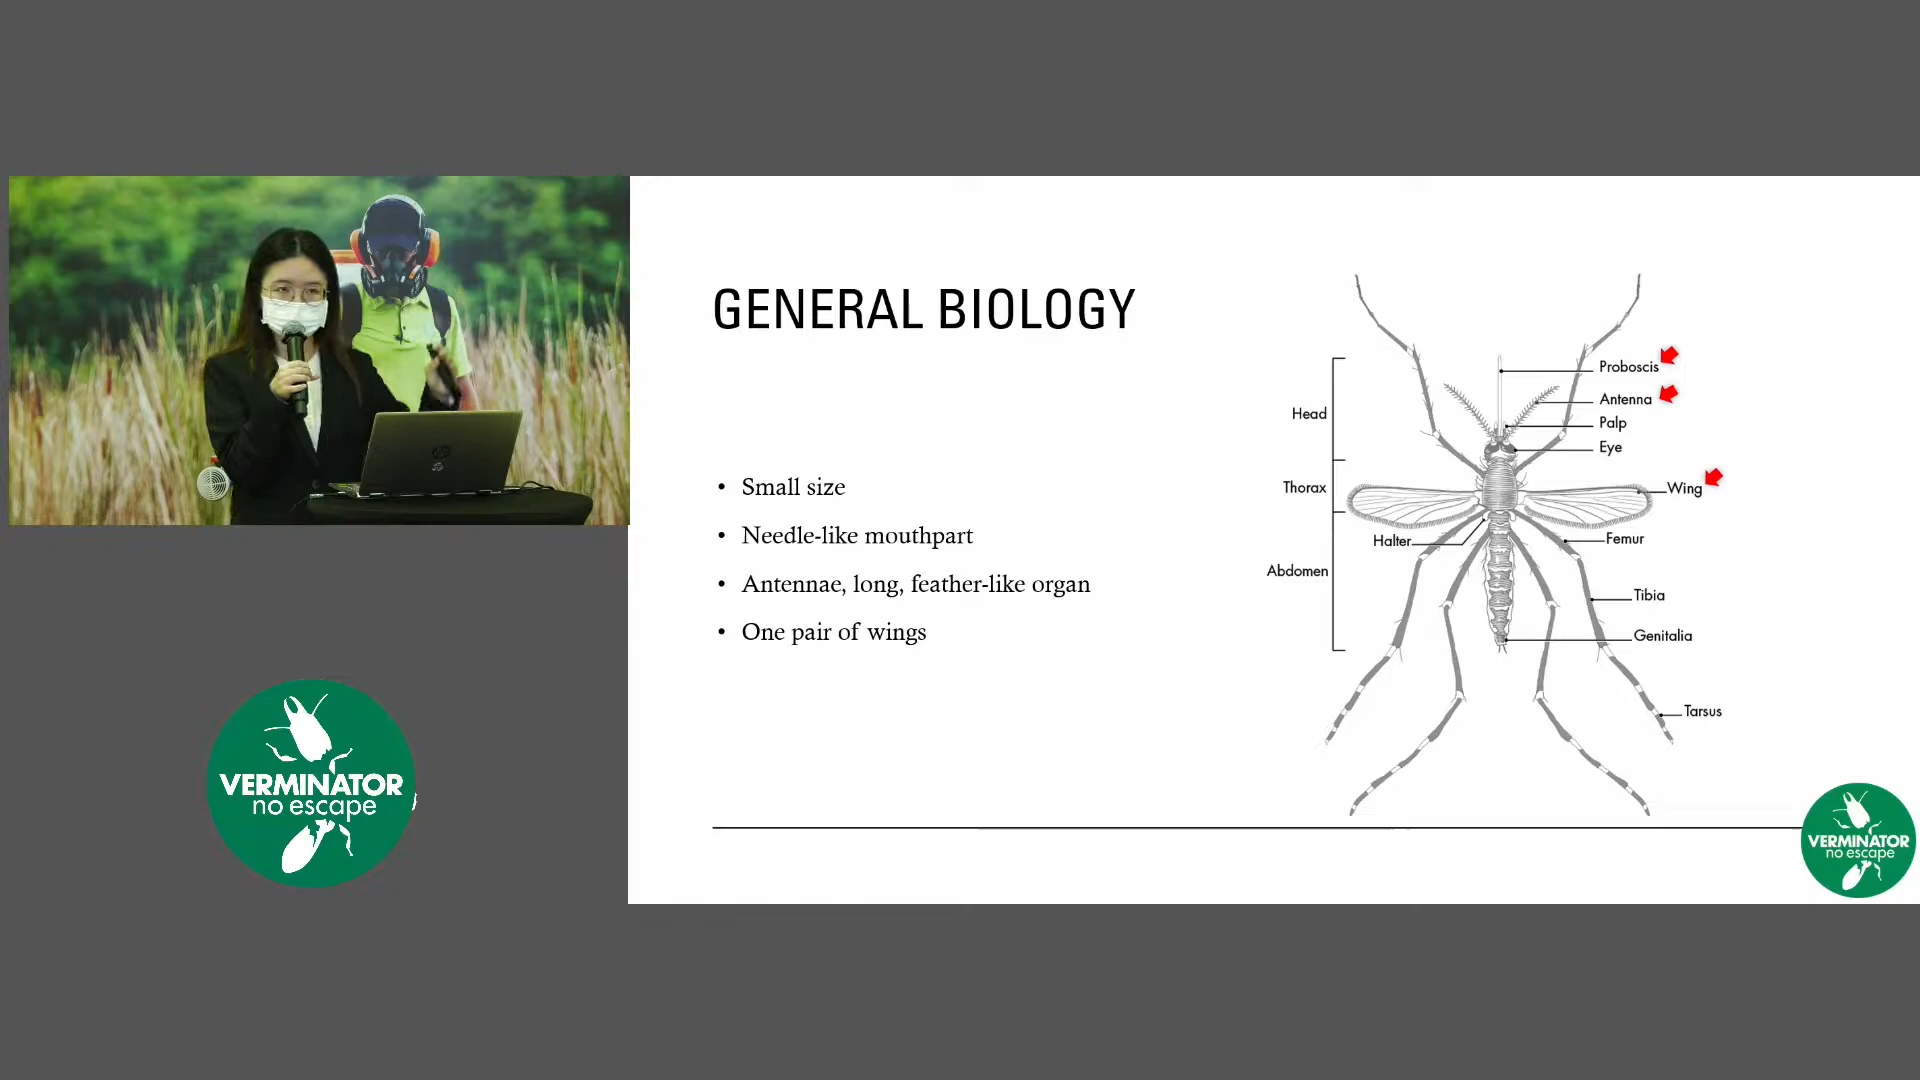 GENERAL BIOLOGY
• Small size
• Needle-like mouthpart
• Antennae, long, feather-like organ
• One pair of wings
Head
Thorax
Abdomen
Halter
Proboscis
Antenna
Palp
Eye
Wing
Femur
Tibia
Genitalia
Tarsus
VERMINATOR
no escape
VERMINATOR
no escape
hp